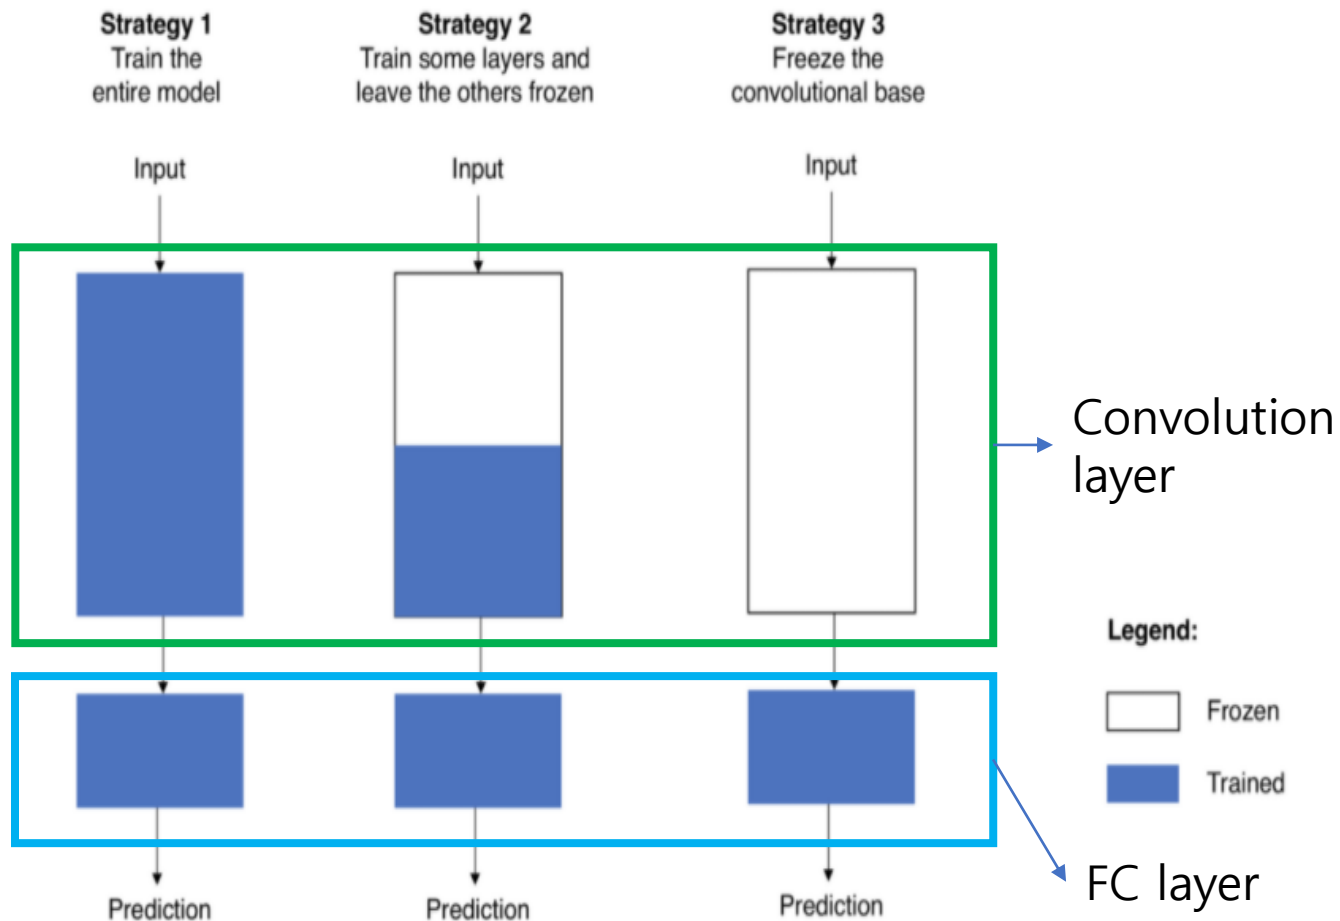 Strategy 1
Train the
entire model
Strategy 2
Train some layers and
leave the others frozen
Strategy 3
Freeze the
convolutional base
Input
Input
Input
Convolution
layer
Legend:
Frozen
Trained
FC layer
Prediction
Prediction
Prediction